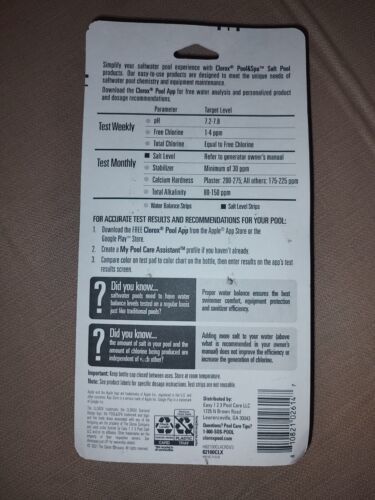 Simplify your saltwater pool experience with Clorox® Pool&Spa™ Salt Pool
products. Our easy-to-use products are designed to meet the unique needs of
saltwater pool chemistry and equipment maintenance.
Download the Clorox® Pool App for free water analysis and personalized product
and dosage recommendations.
Parameter Target Level
Test Weekly
pH 7.2-7.8
Free Chlorine 1-4 ppm
Total Chlorine Equal to Free Chlorine
Test Monthly
Salt Level Refer to generator owner's manual
Stabilizer Minimum of 30 ppm
Calcium Hardness Plaster: 200-275; All others: 175-225 ppm
Total Alkalinity 80-150 ppm
Water Balance Strips Salt Level Strips
FOR ACCURATE TEST RESULTS AND RECOMMENDATIONS FOR YOUR POOL:
1. Download the FREE Clorox® Pool App from the Apple® App Store or the
Google Play™ Store.
2. Create a My Pool Care Assistant™ profile if you haven't already.
3. Compare color on test pad to color chart on the bottle, then enter results on the app's test
results screen.
? Did you know...
saltwater pools need to have water
balance levels tested on a regular basis
just like traditional pools?
Proper water balance ensures the best
swimmer comfort, equipment protection
and sanitizer efficiency.
? Did you know...
the amount of salt in your pool and the
amount of chlorine being produced are
independent of each other?
Adding more salt to your water (above
what is recommended in your owner's
manual) does not improve the efficiency or
increase the generation of chlorine.
Important: Keep bottle cap closed between uses. Store at room temperature.
Note: See product labels for specific dosage instructions. Test strips are not reusable.
Distributed by:
Easy 1 2 3 Pool Care LLC
1725 N Brown Road
Lawrenceville, GA 30043
Questions? Pool Care Tips?
1-800-SOS-POOL
cloroxpool.com
62100CLX